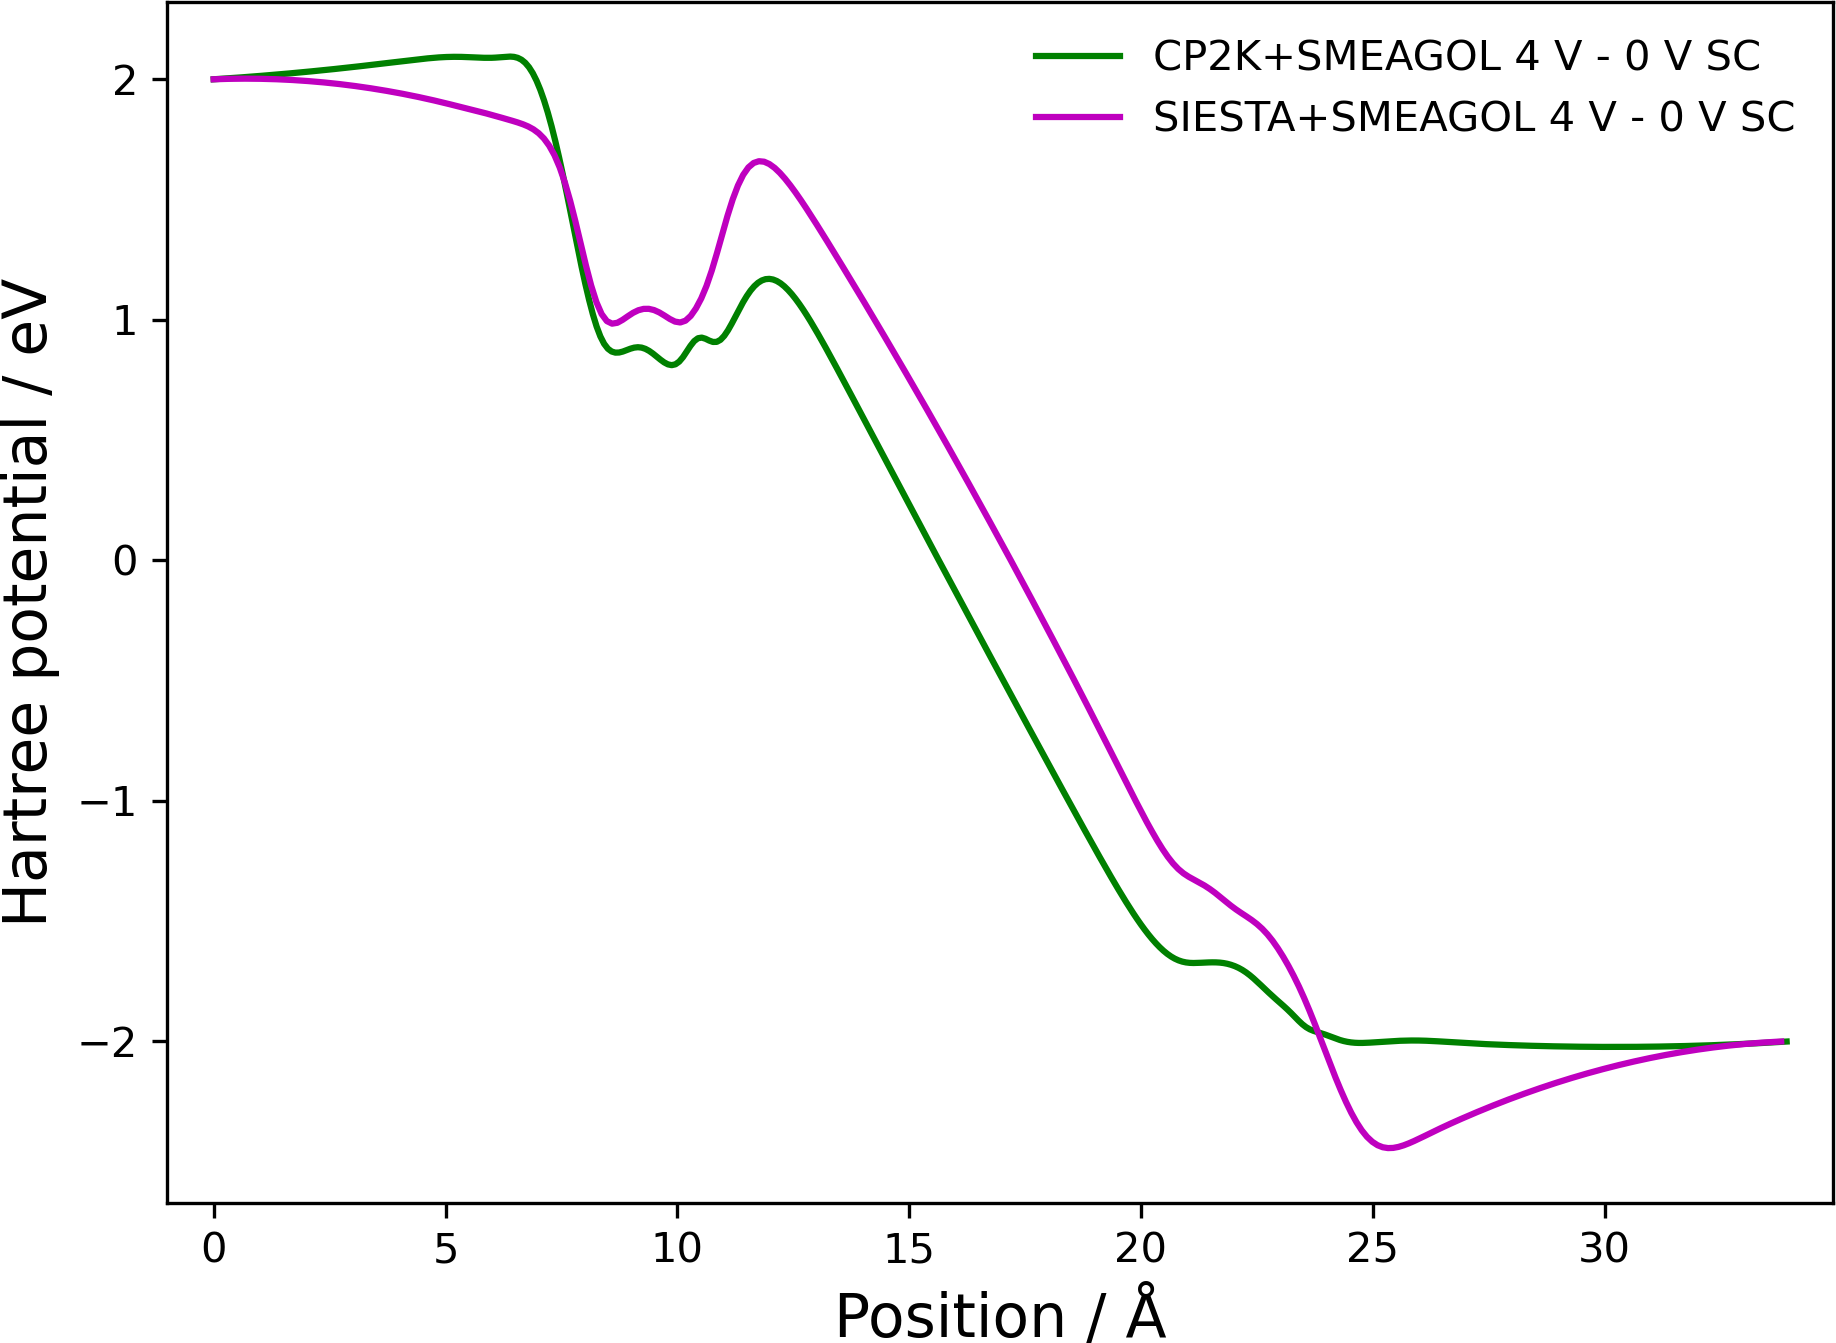 CP2K+SMEAGOL 4 V - 0 V SC
SIESTA+SMEAGOL 4 V - 0 V SC
Hartree potential / eV
2
1
0
−1
−2
0 5 10 15 20 25 30
Position / Å